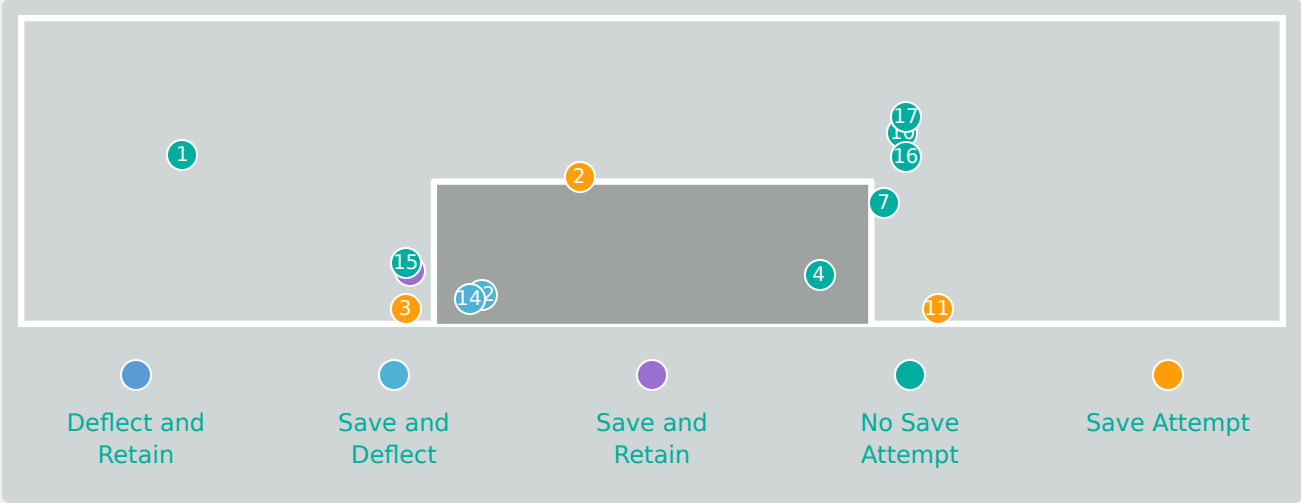 17
10
1
16
2
7
15
4
14
3
11
Deflect and
Retain
Save and
Deflect
Save and
Retain
No Save
Attempt
Save Attempt